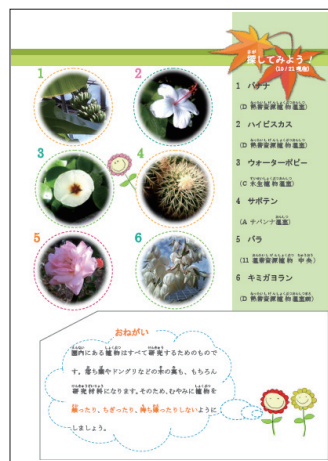 探してみよう♪
(10/21現在)
1
2
3
4
5
6
1 バナナ
(D 熱帯資源植物温室)
2 ハイビスカス
(D 熱帯資源植物温室)
3 ウォーターポピー
(C 水生植物温室)
4 サボテン
(A サバンナ温室)
5 バラ
(11 温帯資源植物 中央)
6 キミガヨラン
(D 熱帯資源植物温室前)
おねがい
園内にある植物はすべて研究するためのもので
す。落ち葉やドングリなどの木の実も、もちろん
研究材料になります。そのため、むやみに植物を
触ったり、ちぎったり、持ち帰ったりしないように
しましょう。